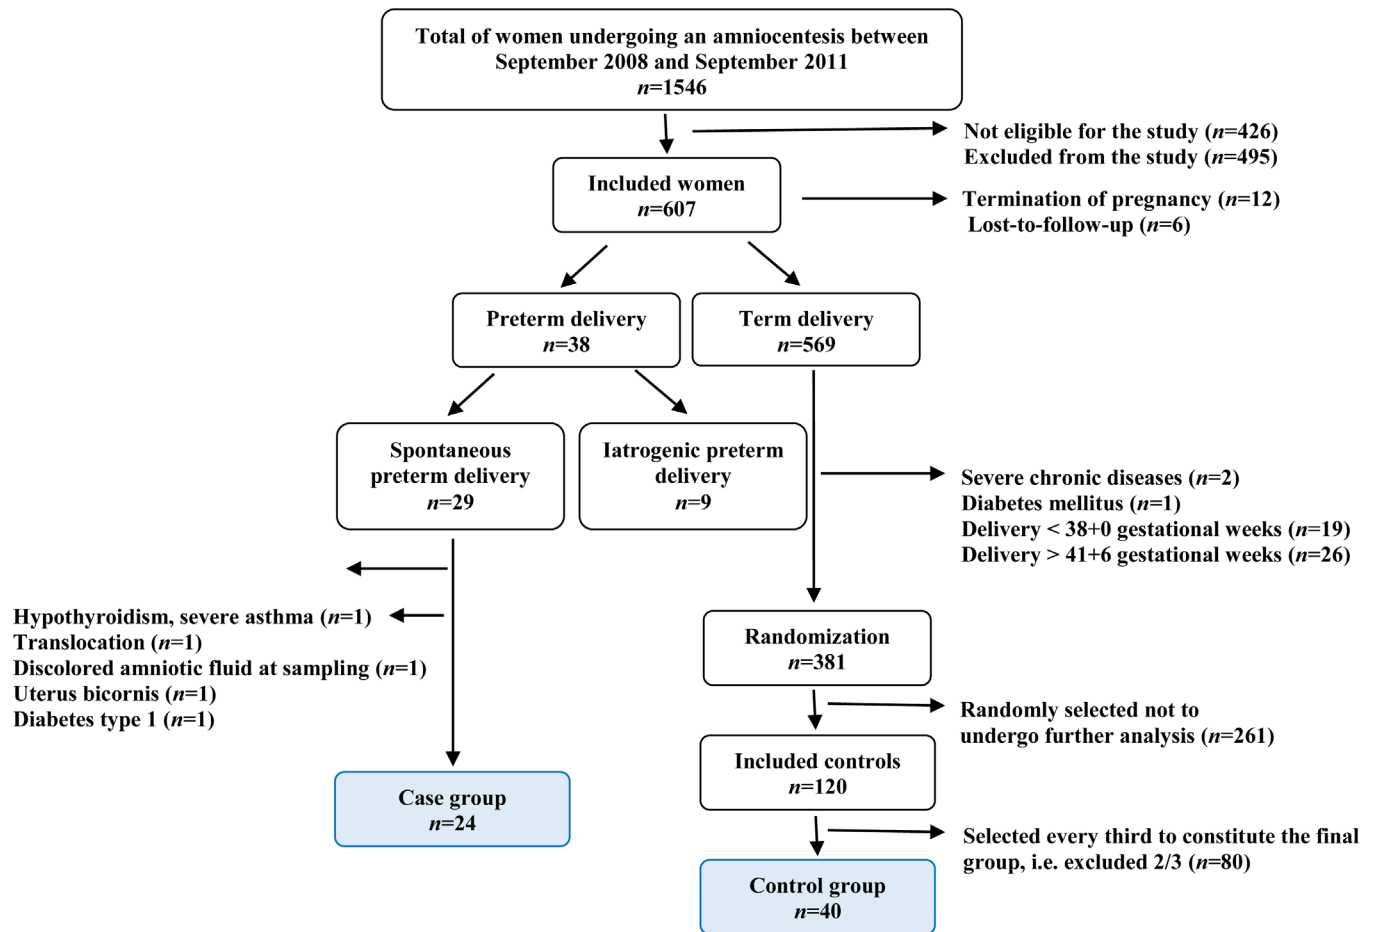 Total of women undergoing an amniocentesis between
September 2008 and September 2011
n=1546
Not eligible for the study (n=426)
Excluded from the study (n=495)
Included women
n=607
Termination of pregnancy (n=12)
Lost-to-follow-up (n=6)
Preterm delivery
n=38
Term delivery
n=569
Spontaneous
preterm delivery
n=29
Iatrogenic preterm
delivery
n=9
Severe chronic diseases (n=2)
Diabetes mellitus (n=1)
Delivery < 38+0 gestational weeks (n=19)
Delivery > 41+6 gestational weeks (n=26)
Hypothyroidism, severe asthma (n=1)
Translocation (n=1)
Discolored amniotic fluid at sampling (n=1)
Uterus bicornis (n=1)
Diabetes type 1 (n=1)
Randomization
n=381
Randomly selected not to
undergo further analysis (n=261)
Included controls
n=120
Case group
n=24
Selected every third to constitute the final
group, i.e. excluded 2/3 (n=80)
Control group
n=40